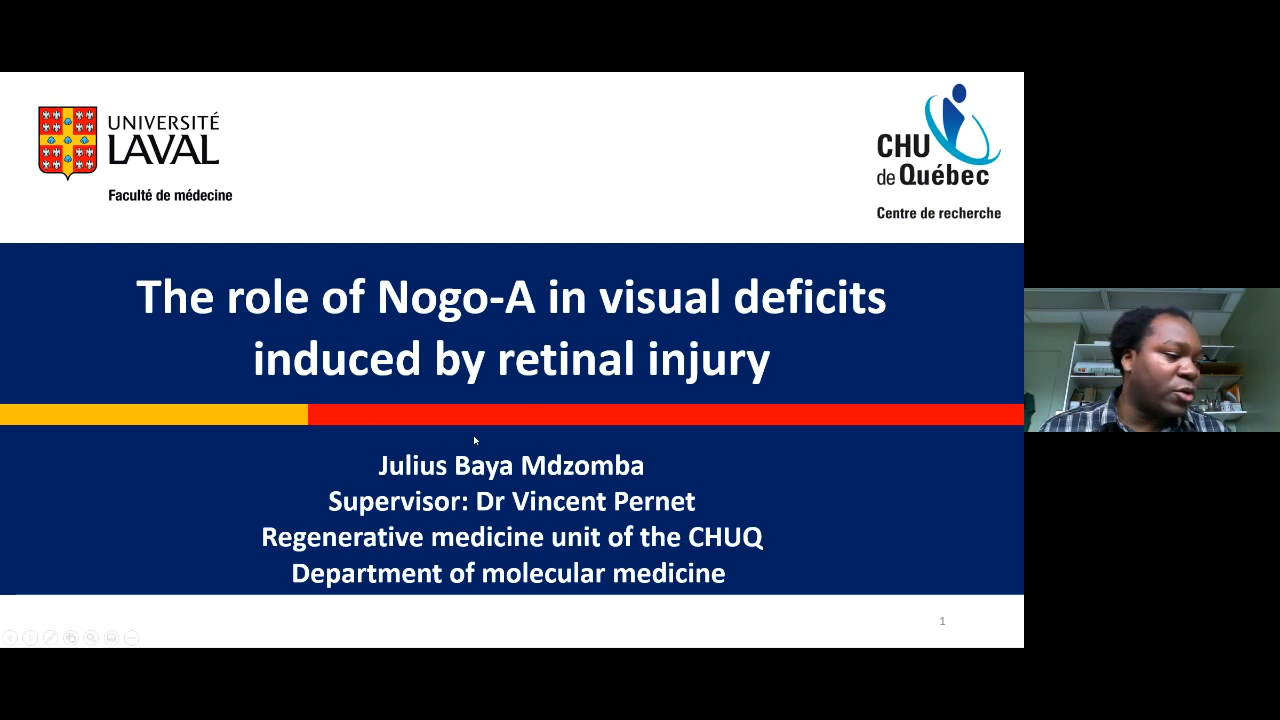 UNIVERSITÉ
LAVAL
Faculté de médecine
CHU
de Québec
Centre de recherche
The role of Nogo-A in visual deficits
induced by retinal injury
Julius Baya Mdzomba
Supervisor: Dr Vincent Pernet
Regenerative medicine unit of the CHUQ
Department of molecular medicine
1